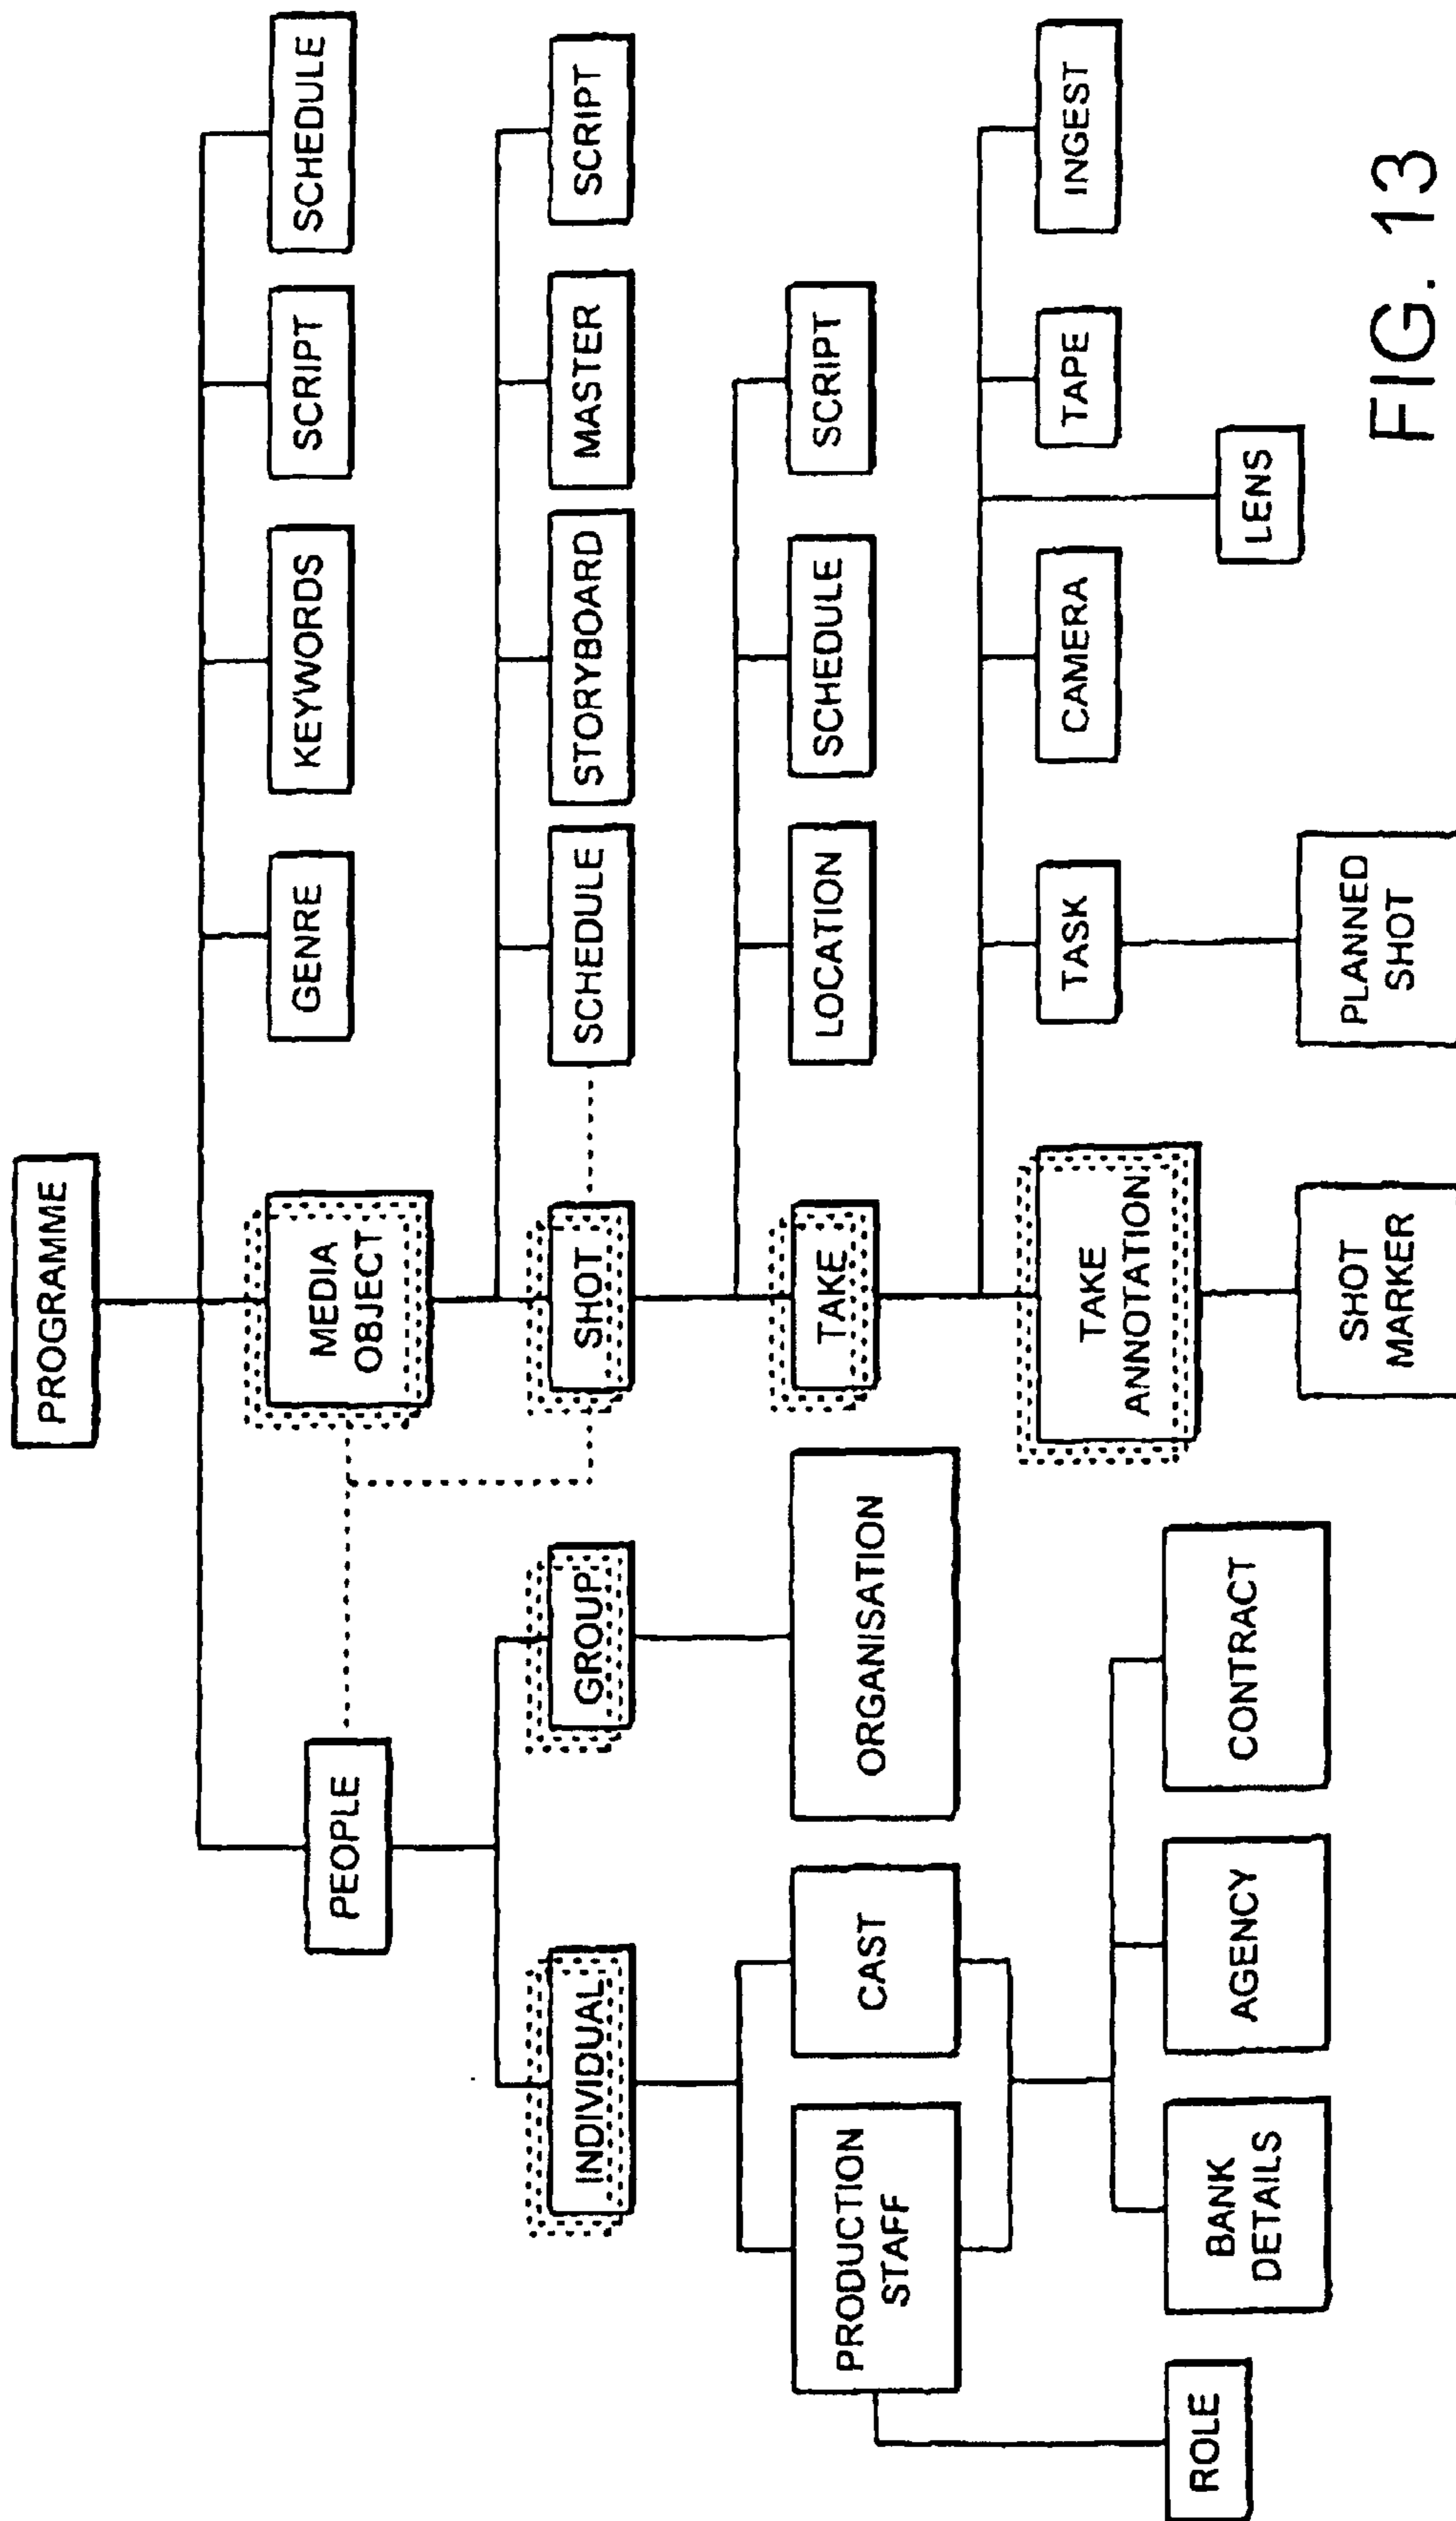 PROGRAMME
PEOPLE
MEDIA
OBJECT
GENRE
KEYWORDS
SCRIPT
SCHEDULE
INDIVIDUAL
GROUP
SHOT
SCHEDULE
STORYBOARD
MASTER
SCRIPT
PRODUCTION
STAFF
CAST
ORGANISATION
TAKE
LOCATION
SCHEDULE
SCRIPT
ROLE
BANK
DETAILS
AGENCY
CONTRACT
TAKE
ANNOTATION
TASK
CAMERA
LENS
TAPE
INGEST
SHOT
MARKER
PLANNED
SHOT
FIG. 13